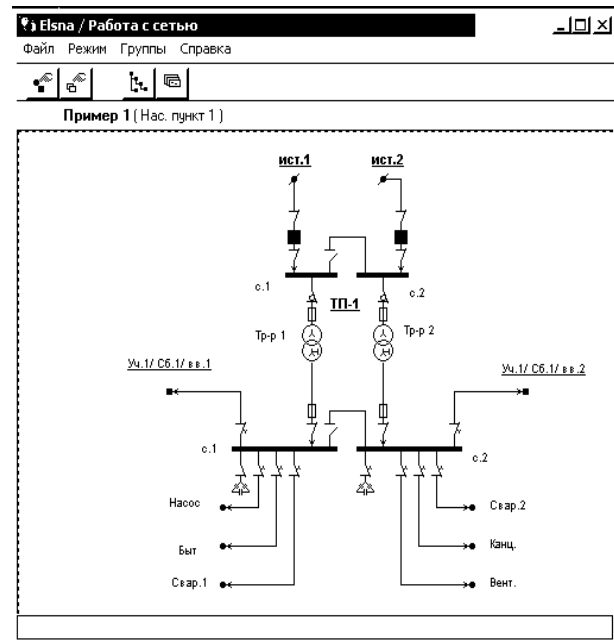 Elsna / Работа с сетью
Файл Режим Группы Справка
Пример 1 ( Нас. пункт 1 )
ист.1 ист.2
с.1 с.2
ТП-1
Тр-р 1 Тр-р 2
Уч.1/ Сб.1/ вв.1 Уч.1/ Сб.1/ вв.2
с.1 с.2
Насос Свар.2
Быт Канц.
Свар.1 Вент.